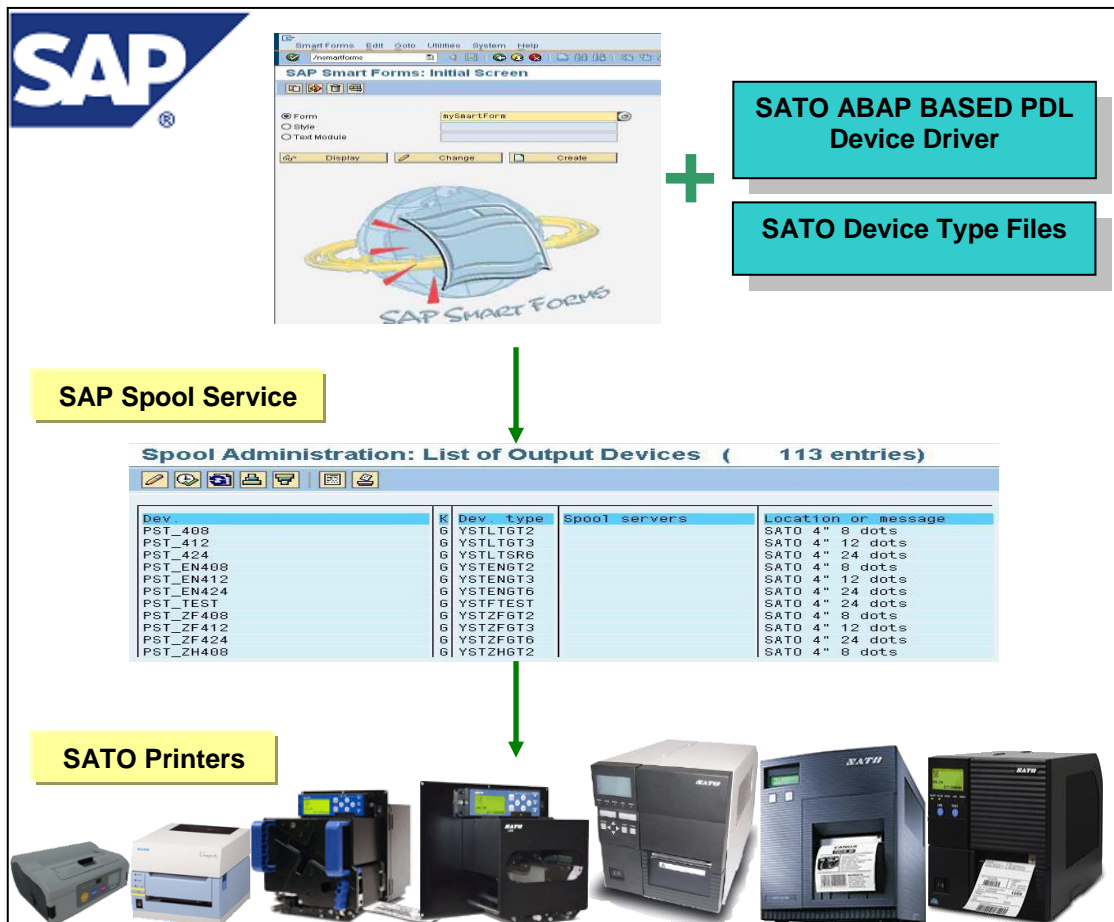 SAP
®
Smart Forms Edit Goto Utilities System Help
/nsmartforms
SAP Smart Forms: Initial Screen
Form mySmartForm
Style
Text Module
Display Change Create
SAP SMART FORMS
+
SATO ABAP BASED PDL
Device Driver
SATO Device Type Files
SAP Spool Service
Spool Administration: List of Output Devices ( 113 entries)
Dev. K Dev. type Spool servers Location or message
PST_408 G YSTLTGT2 SATO 4" 8 dots
PST_412 G YSTLTGT3 SATO 4" 12 dots
PST_424 G YSTLTSR6 SATO 4" 24 dots
PST_EN408 G YSTENGT2 SATO 4" 8 dots
PST_EN412 G YSTENGT3 SATO 4" 12 dots
PST_EN424 G YSTENGT6 SATO 4" 24 dots
PST_TEST G YSTFTEST SATO 4" 24 dots
PST_ZF408 G YSTZFGT2 SATO 4" 8 dots
PST_ZF412 G YSTZFGT3 SATO 4" 12 dots
PST_ZF424 G YSTZFGT6 SATO 4" 24 dots
PST_ZH408 G YSTZHGT2 SATO 4" 8 dots
SATO Printers
SATO
SATO
SATO
SATO